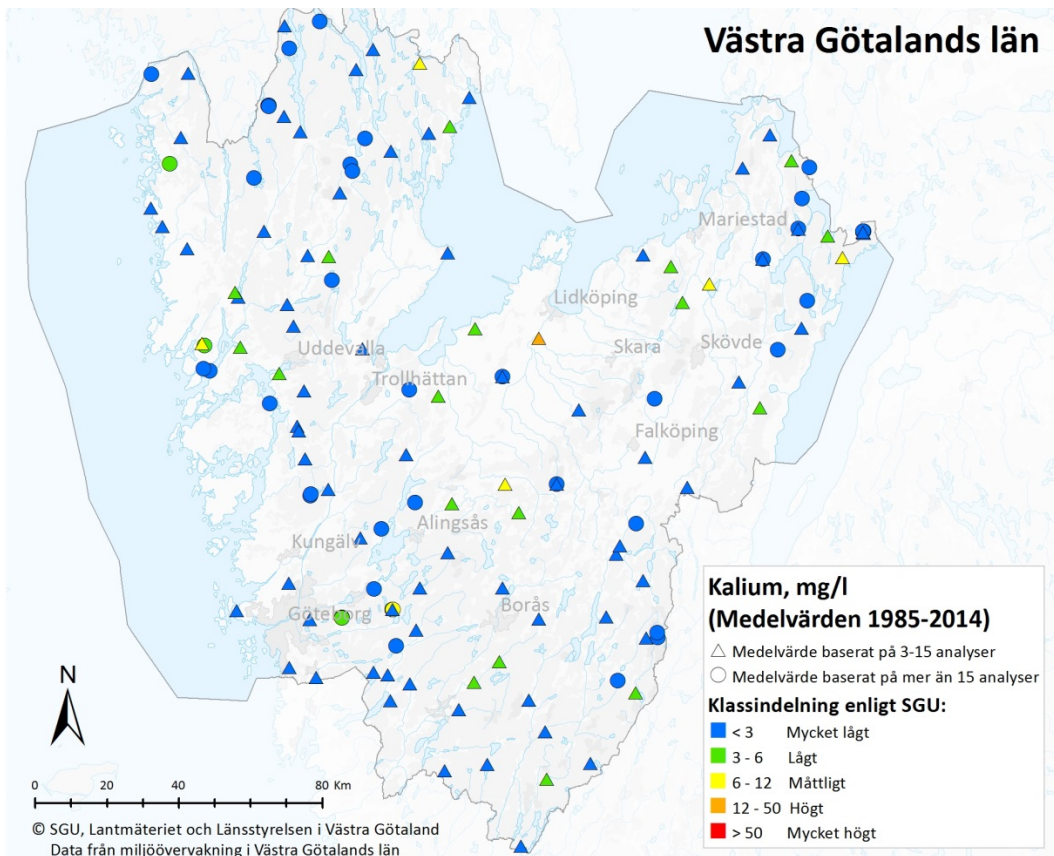 Västra Götalands län
Mariestad
Lidköping
Skara
Skövde
Uddevalla
Trollhättan
Falköping
Alingsås
Kungälv
Göteborg
Borås
Kalium, mg/l
(Medelvärden 1985-2014)
Medelvärde baserat på 3-15 analyser
Medelvärde baserat på mer än 15 analyser
Klassindelning enligt SGU:
< 3 Mycket lågt
3 - 6 Lågt
6 - 12 Måttligt
12 - 50 Högt
> 50 Mycket högt
N
0 20 40 80 Km
© SGU, Lantmäteriet och Länsstyrelsen i Västra Götaland
Data från miljöövervakning i Västra Götalands län